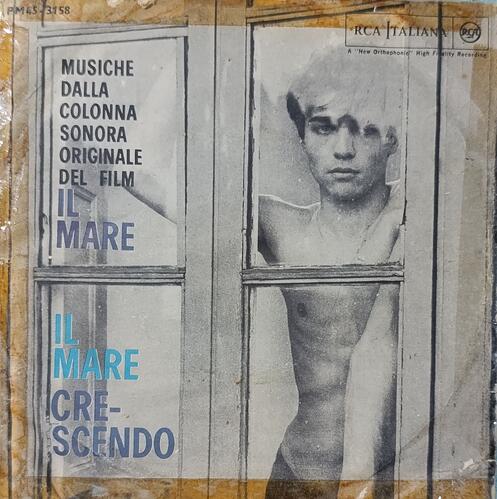 PM45-3158
RCA ITALIANA RCA
A "New Orthophonic" High Fidelity Recording
MUSICHE
DALLA
COLONNA
SONORA
ORIGINALE
DEL FILM
IL
MARE
IL
MARE
CRE-
SCENDO